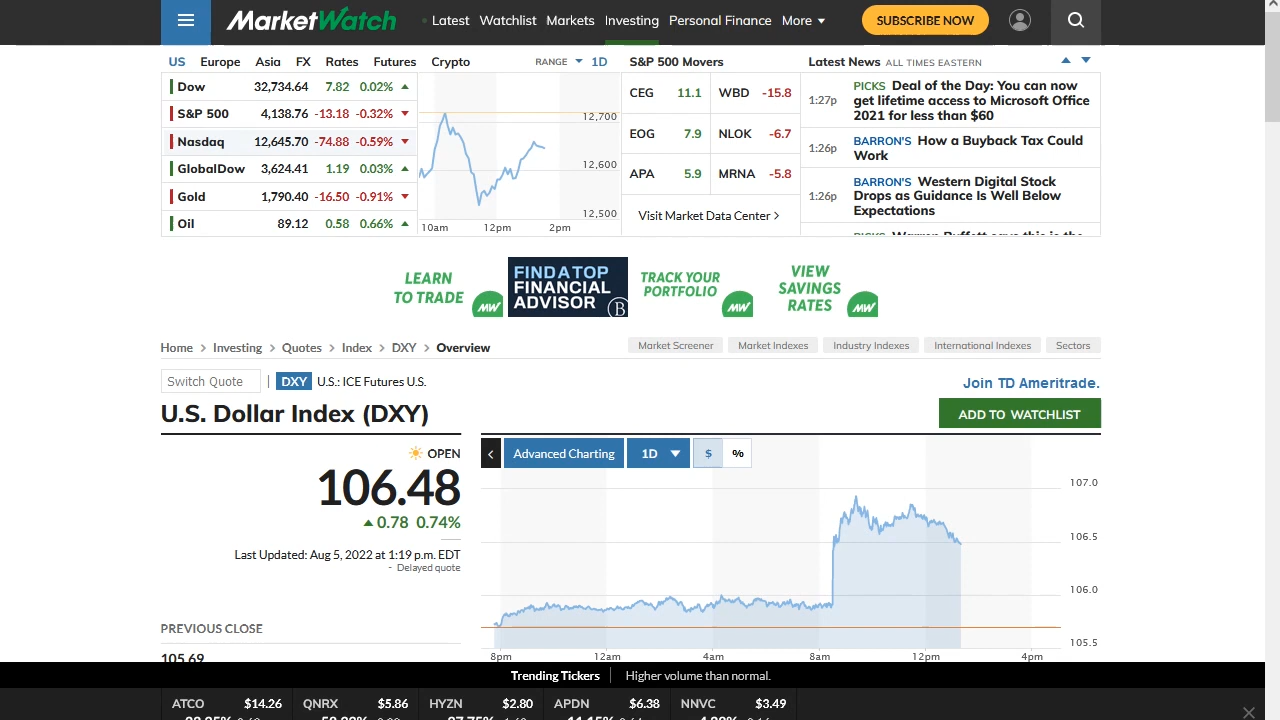 MarketWatch
Latest Watchlist Markets Investing Personal Finance More
SUBSCRIBE NOW
US Europe Asia FX Rates Futures Crypto
RANGE 1D
Dow 32,734.64 7.82 0.02%
S&P 500 4,138.76 -13.18 -0.32%
Nasdaq 12,645.70 -74.88 -0.59%
GlobalDow 3,624.41 1.19 0.03%
Gold 1,790.40 -16.50 -0.91%
Oil 89.12 0.58 0.66%
12,700
12,600
12,500
10am 12pm 2pm
S&P 500 Movers
CEG 11.1 WBD -15.8
EOG 7.9 NLOK -6.7
APA 5.9 MRNA -5.8
Visit Market Data Center >
Latest News ALL TIMES EASTERN
1:27p PICKS Deal of the Day: You can now
get lifetime access to Microsoft Office
2021 for less than $60
1:26p BARRON'S How a Buyback Tax Could
Work
1:26p BARRON'S Western Digital Stock
Drops as Guidance Is Well Below
Expectations
PICKS Warren Buffett says this is the
LEARN
TO TRADE
MW
FIND A TOP
FINANCIAL
ADVISOR
B
TRACK YOUR
PORTFOLIO
MW
VIEW
SAVINGS
RATES
MW
Home > Investing > Quotes > Index > DXY > Overview
Market Screener Market Indexes Industry Indexes International Indexes Sectors
Switch Quote | DXY U.S.: ICE Futures U.S.
Join TD Ameritrade.
U.S. Dollar Index (DXY)
ADD TO WATCHLIST
OPEN
106.48
0.78 0.74%
Last Updated: Aug 5, 2022 at 1:19 p.m. EDT
- Delayed quote
PREVIOUS CLOSE
105.69
< Advanced Charting 1D $ %
107.0
106.5
106.0
105.5
8pm 12am 4am 8am 12pm 4pm
Trending Tickers | Higher volume than normal.
ATCO $14.26 QNRX $5.86 HYZN $2.80 APDN $6.38 NNVC $3.49